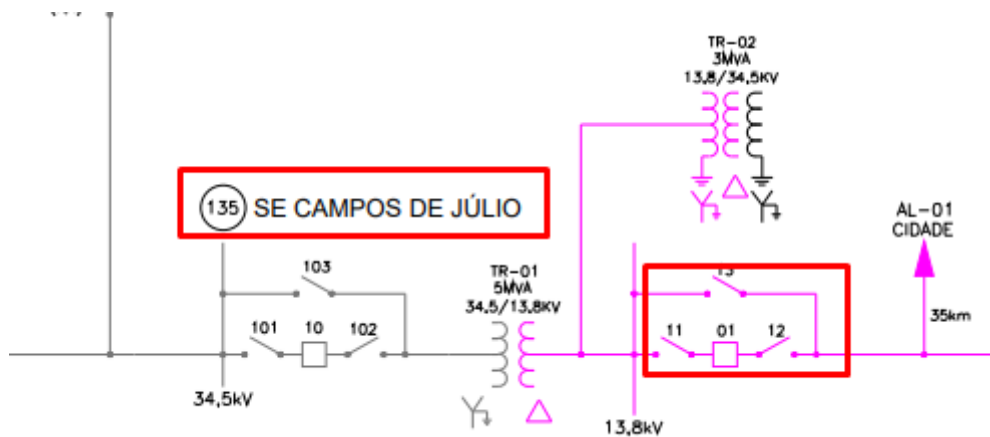 TR-02
3MVA
13,8/34,5KV
135 SE CAMPOS DE JÚLIO
AL-01
CIDADE
103
TR-01
5MVA
34.5/13,8KV
101 10 102
11 01 12
35km
34,5kV
13,8kV